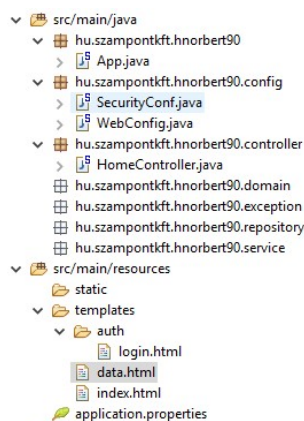 src/main/java
hu.szampontkft.hnorbert90
App.java
hu.szampontkft.hnorbert90.config
SecurityConf.java
WebConfig.java
hu.szampontkft.hnorbert90.controller
HomeController.java
hu.szampontkft.hnorbert90.domain
hu.szampontkft.hnorbert90.exception
hu.szampontkft.hnorbert90.repository
hu.szampontkft.hnorbert90.service
src/main/resources
static
templates
auth
login.html
data.html
index.html
application.properties